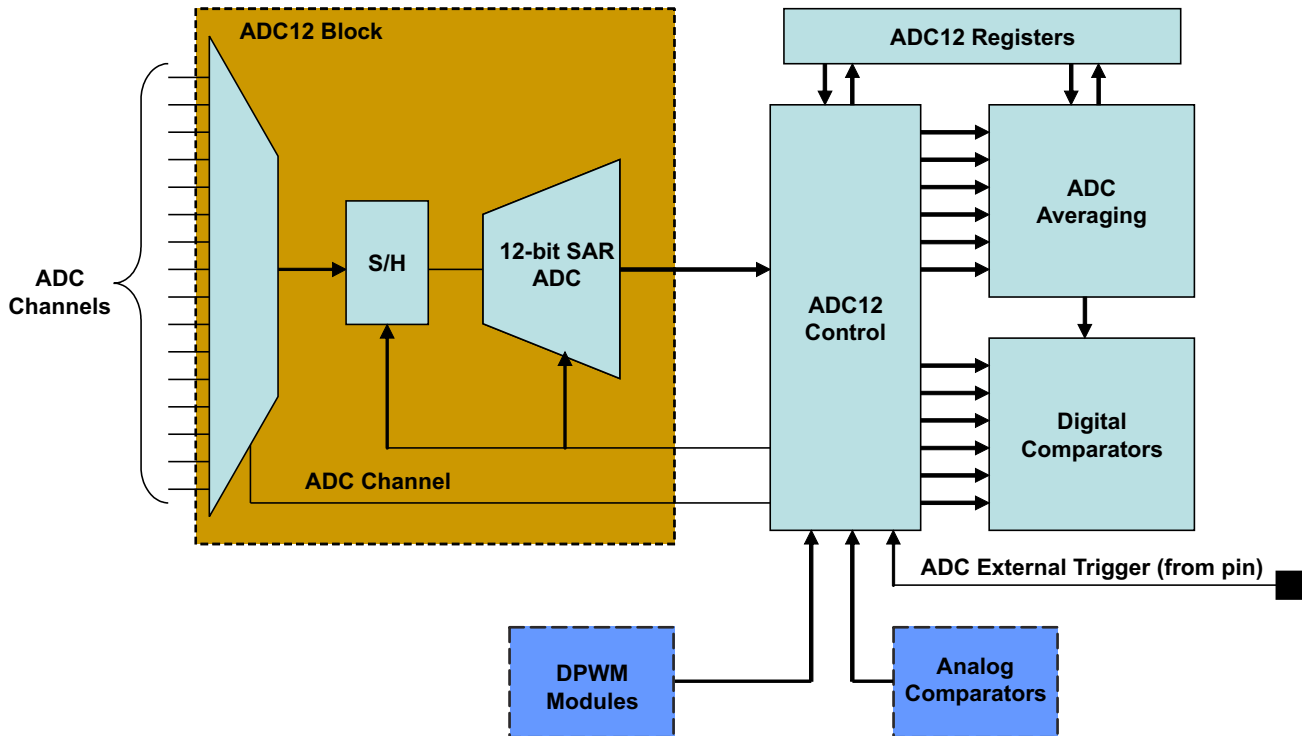 ADC12 Block
ADC12 Registers
ADC
Channels
S/H
12-bit SAR
ADC
ADC12
Control
ADC
Averaging
Digital
Comparators
ADC Channel
ADC External Trigger (from pin)
DPWM
Modules
Analog
Comparators